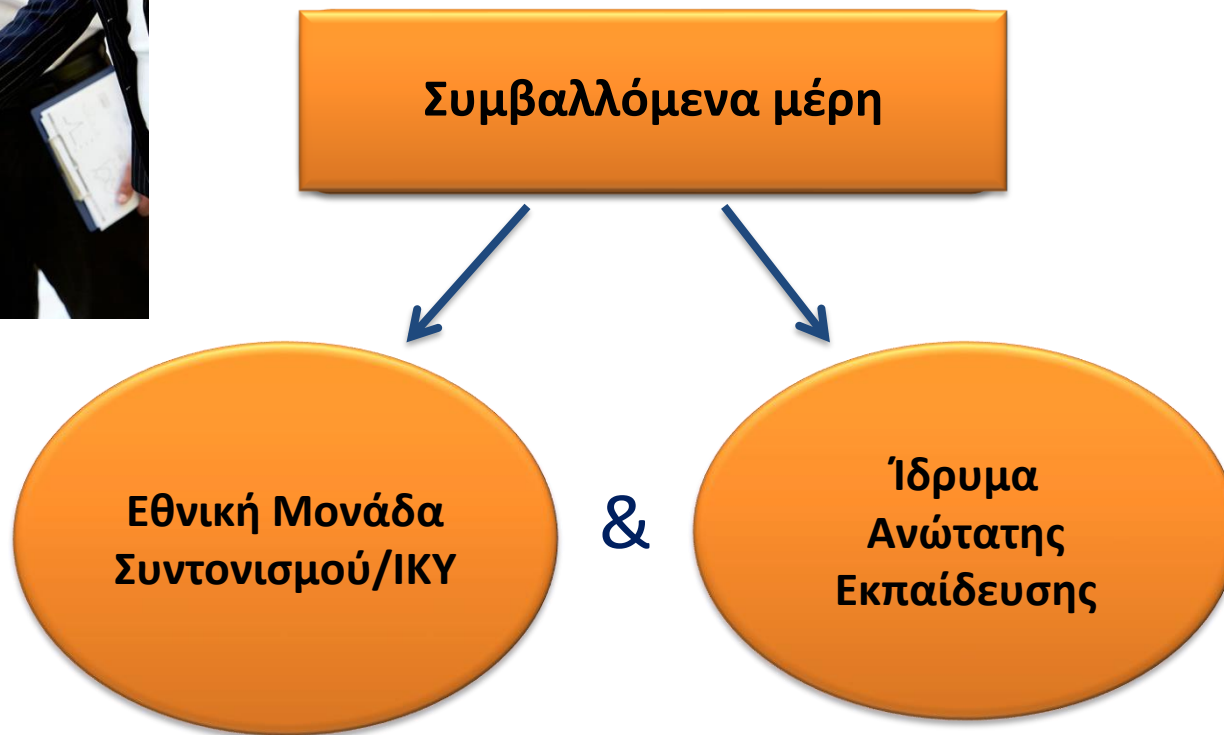 Συμβαλλόμενα μέρη
Εθνική Μονάδα
Συντονισμού/ΙΚΥ
&
Ίδρυμα
Ανώτατης
Εκπαίδευσης